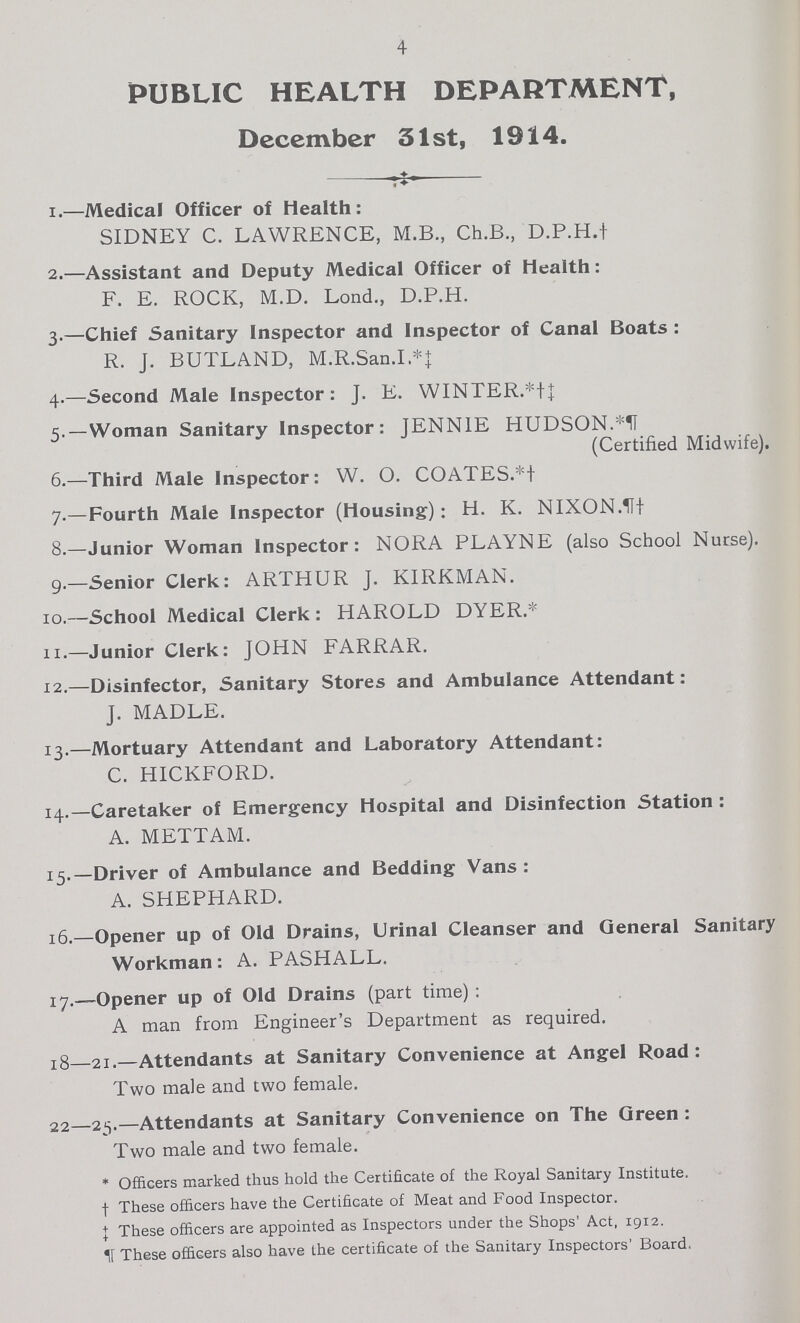 4
PUBLIC HEALTH DEPARTMENT,
December 31st, 1914.
1.—Medical Officer of Health:
SIDNEY C. LAWRENCE, M.B., Ch.B., D.P.H.†
2.—Assistant and Deputy Medical Officer of Health:
F. E. ROCK, M.D. Lond., D.P.H.
3.—Chief Sanitary Inspector and Inspector of Canal Boats:
R. J. BUTLAND, M.R.San.I.*‡
4.—Second Male Inspector: J. E. WINTER.*†‡
5.—Woman Sanitary Inspector: JENNIE HUDSON.*¶
(Certified Midwife).
6.—Third Male Inspector: W. O. COATES.*†
7.—Fourth Male Inspector (Housing): H. K. NIXON.¶†
8.—Junior Woman Inspector: NORA PLAYNE (also School Nurse).
9.—Senior Clerk: ARTHUR J. KIRKMAN.
10.—School Medical Clerk: HAROLD DYER.*
11.—Junior Clerk: JOHN FARRAR.
12.—Disinfector, Sanitary Stores and Ambulance Attendant:
J. MADLE.
13.—Mortuary Attendant and Laboratory Attendant:
C. HICKFORD.
14.—Caretaker of Emergency Hospital and Disinfection Station:
A. METTAM.
15.—Driver of Ambulance and Bedding Vans:
A. SHEPHARD.
16.—Opener up of Old Drains, Urinal Cleanser and General Sanitary
Workman: A. PASHALL.
17.—Opener up of Old Drains (part time):
A man from Engineer's Department as required.
18—21.—Attendants at Sanitary Convenience at Angel Road:
Two male and two female.
22—25.—Attendants at Sanitary Convenience on The Green:
Two male and two female.
* Officers marked thus hold the Certificate of the Royal Sanitary Institute.
† These officers have the Certificate of Meat and Food Inspector.
‡ These officers are appointed as Inspectors under the Shops' Act, 1912.
¶ These officers also have the certificate of the Sanitary Inspectors' Board.